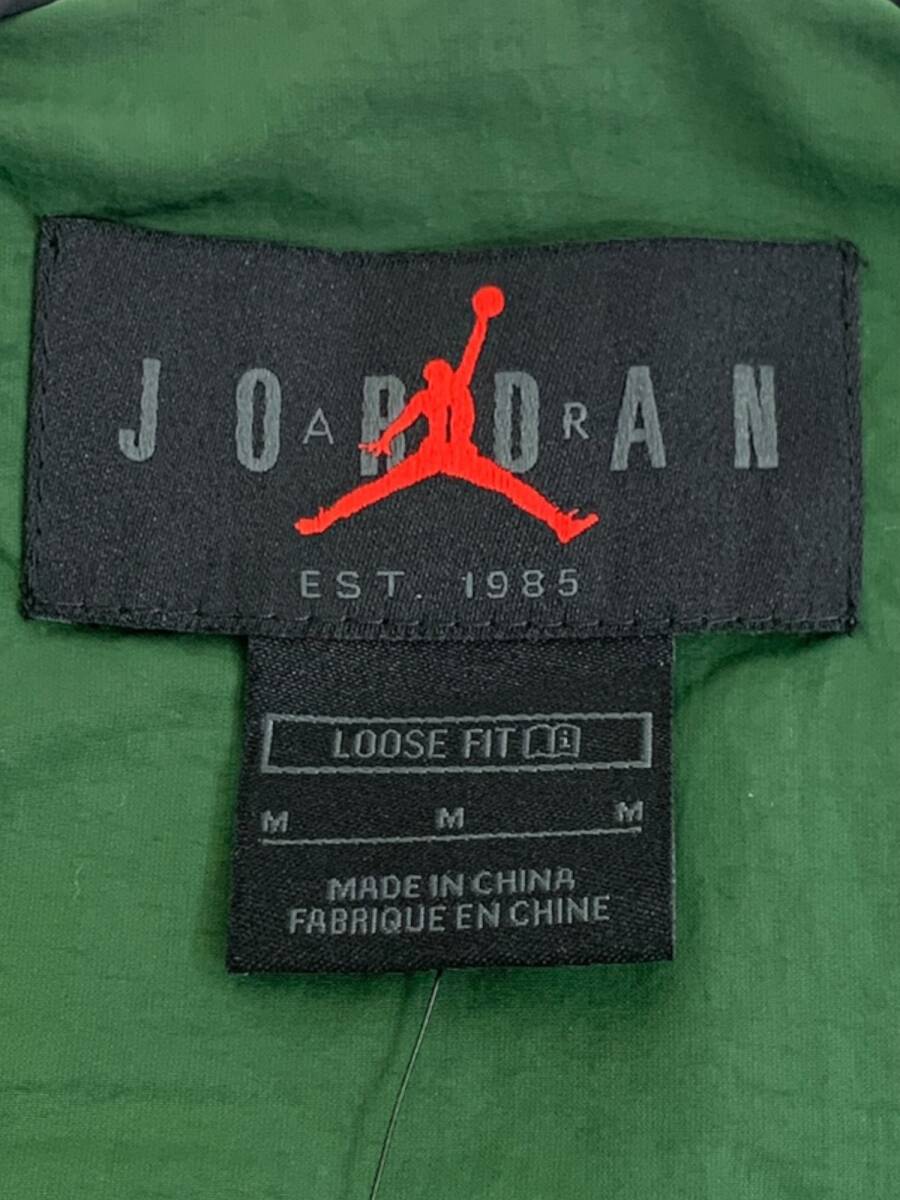 JORDAN
AIR
EST. 1985
LOOSE FIT
M M M
MADE IN CHINA
FABRIQUE EN CHINE